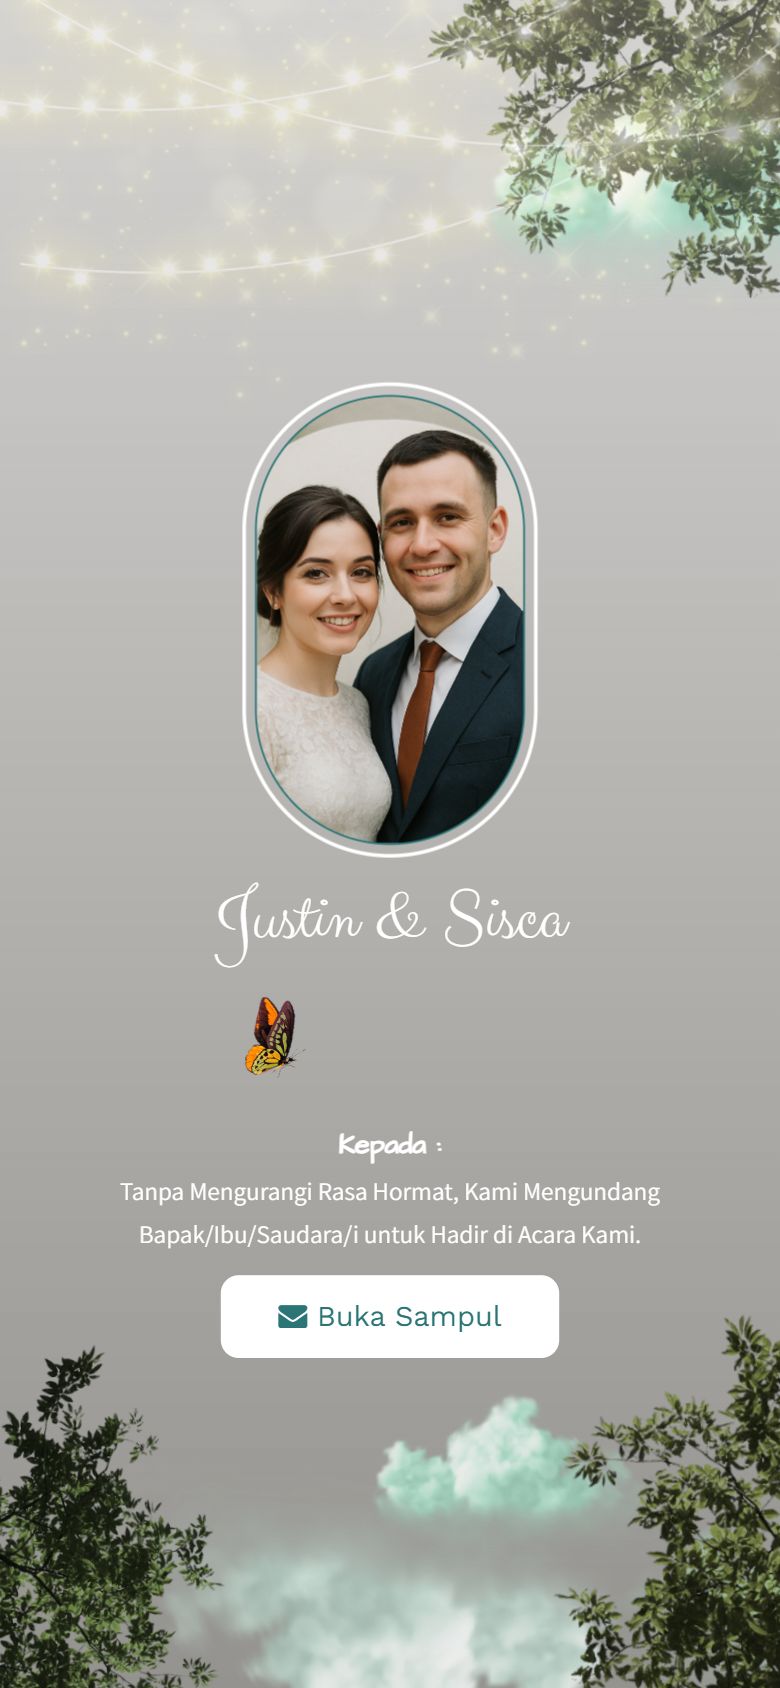 Justin & Sisca
Kepada :
Tanpa Mengurangi Rasa Hormat, Kami Mengundang
Bapak/Ibu/Saudara/i untuk Hadir di Acara Kami.
Buka Sampul